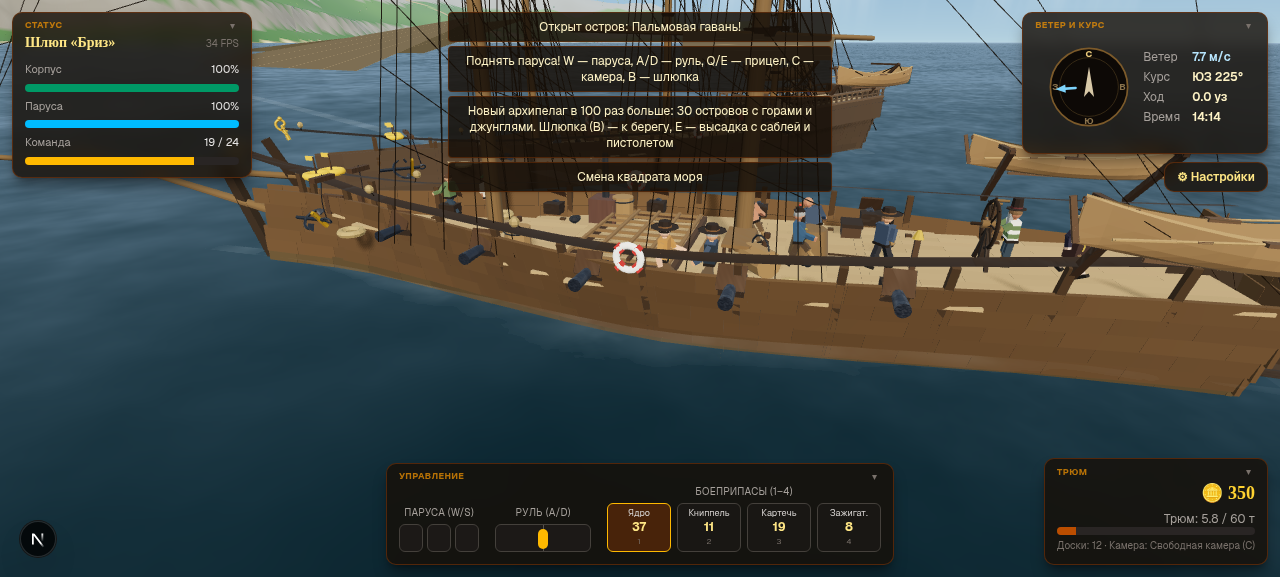 СТАТУС
Шлюп «Бриз»
34 FPS
Корпус 100%
Паруса 100%
Команда 19 / 24
Открыт остров: Пальмовая гавань!
Поднять паруса! W — паруса, A/D — руль, Q/E — прицел, C —
камера, B — шлюпка
Новый архипелаг в 100 раз больше: 30 островов с горами и
джунглями. Шлюпка (B) — к берегу, E — высадка с саблей и
пистолетом
Смена квадрата моря
ВЕТЕР И КУРС
С
З
В
Ю
Ветер 7.7 м/с
Курс ЮЗ 225°
Ход 0.0 уз
Время 14:14
⚙ Настройки
УПРАВЛЕНИЕ
ПАРУСА (W/S)
РУЛЬ (A/D)
БОЕПРИПАСЫ (1–4)
Ядро
37
1
Книппель
11
2
Картечь
19
3
Зажигат.
8
4
ТРЮМ
350
Трюм: 5.8 / 60 т
Доски: 12 · Камера: Свободная камера (C)
N